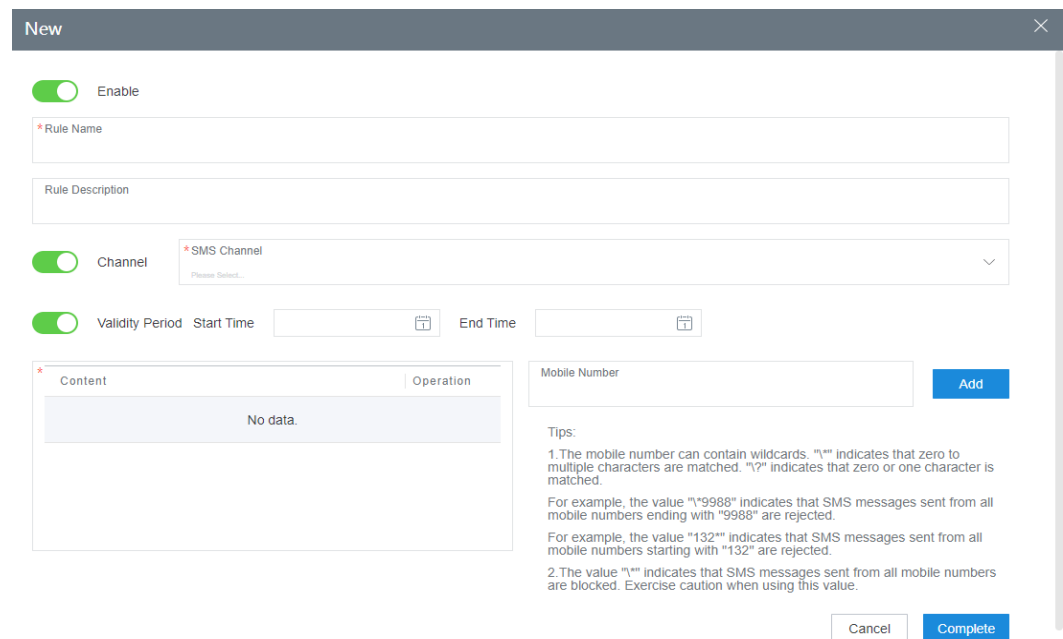 New
Enable
* Rule Name
Rule Description
Channel
* SMS Channel
Please Select...
Validity Period Start Time
End Time
*
Content Operation
No data.
Mobile Number
Add
Tips:
1.The mobile number can contain wildcards. "\*" indicates that zero to
multiple characters are matched. "\?" indicates that zero or one character is
matched.
For example, the value "\*9988" indicates that SMS messages sent from all
mobile numbers ending with "9988" are rejected.
For example, the value "132*" indicates that SMS messages sent from all
mobile numbers starting with "132" are rejected.
2.The value "\*" indicates that SMS messages sent from all mobile numbers
are blocked. Exercise caution when using this value.
Cancel Complete